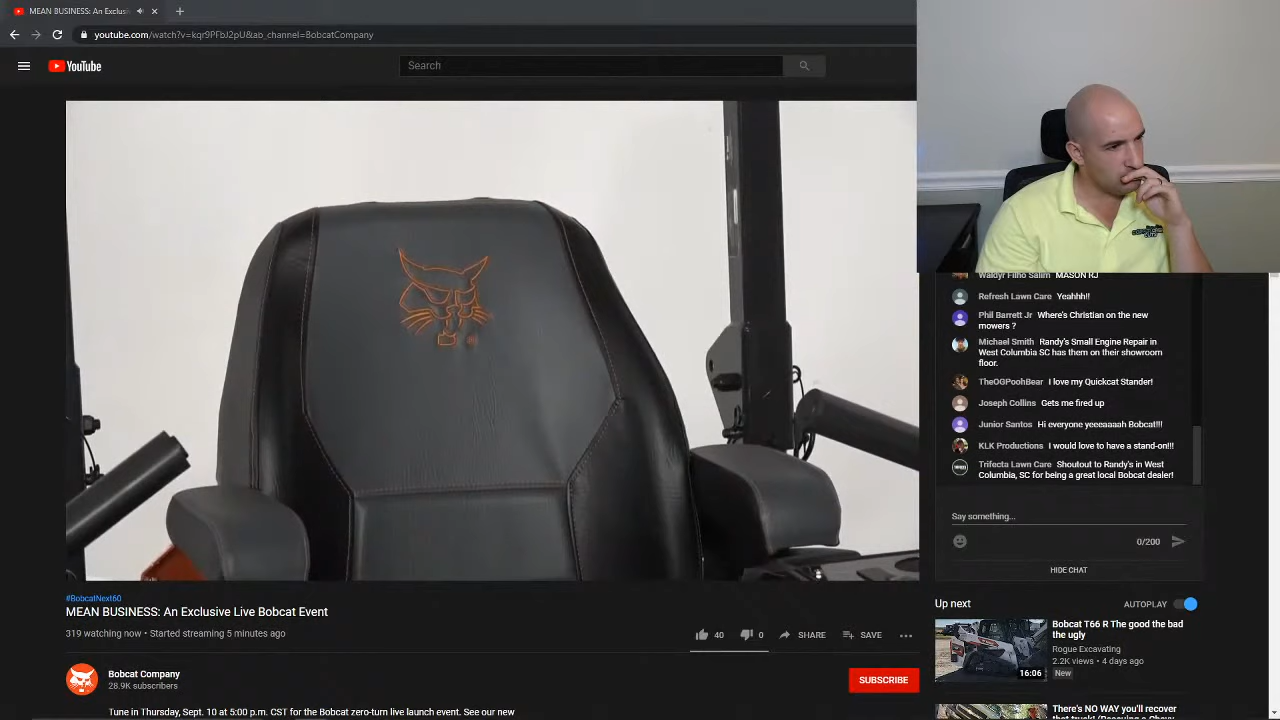 MEAN BUSINESS: An Exclusi
youtube.com/watch?v=kqr9PFbJ2pU&ab_channel=BobcatCompany
YouTube
Search
Waldyr Filho Salim MASON RJ
Refresh Lawn Care Yeahhh!!
Phil Barrett Jr Where's Christian on the new
mowers ?
Michael Smith Randy's Small Engine Repair in
West Columbia SC has them on their showroom
floor.
TheOGPoohBear I love my Quickcat Stander!
Joseph Collins Gets me fired up
Junior Santos Hi everyone yeeeaaaah Bobcat!!!
KLK Productions I would love to have a stand-on!!!
Trifecta Lawn Care Shoutout to Randy's in West
Columbia, SC for being a great local Bobcat dealer!
Say something...
0/200
HIDE CHAT
#BobcatNext60
MEAN BUSINESS: An Exclusive Live Bobcat Event
319 watching now • Started streaming 5 minutes ago
40
0
SHARE
SAVE
Bobcat Company
28.9K subscribers
SUBSCRIBE
Tune in Thursday, Sept. 10 at 5:00 p.m. CST for the Bobcat zero-turn live launch event. See our new
Up next
AUTOPLAY
Bobcat T66 R The good the bad
the ugly
Rogue Excavating
2.2K views • 4 days ago
New
16:06
There's NO WAY you'll recover
that truck! (Rescuing a Chevy